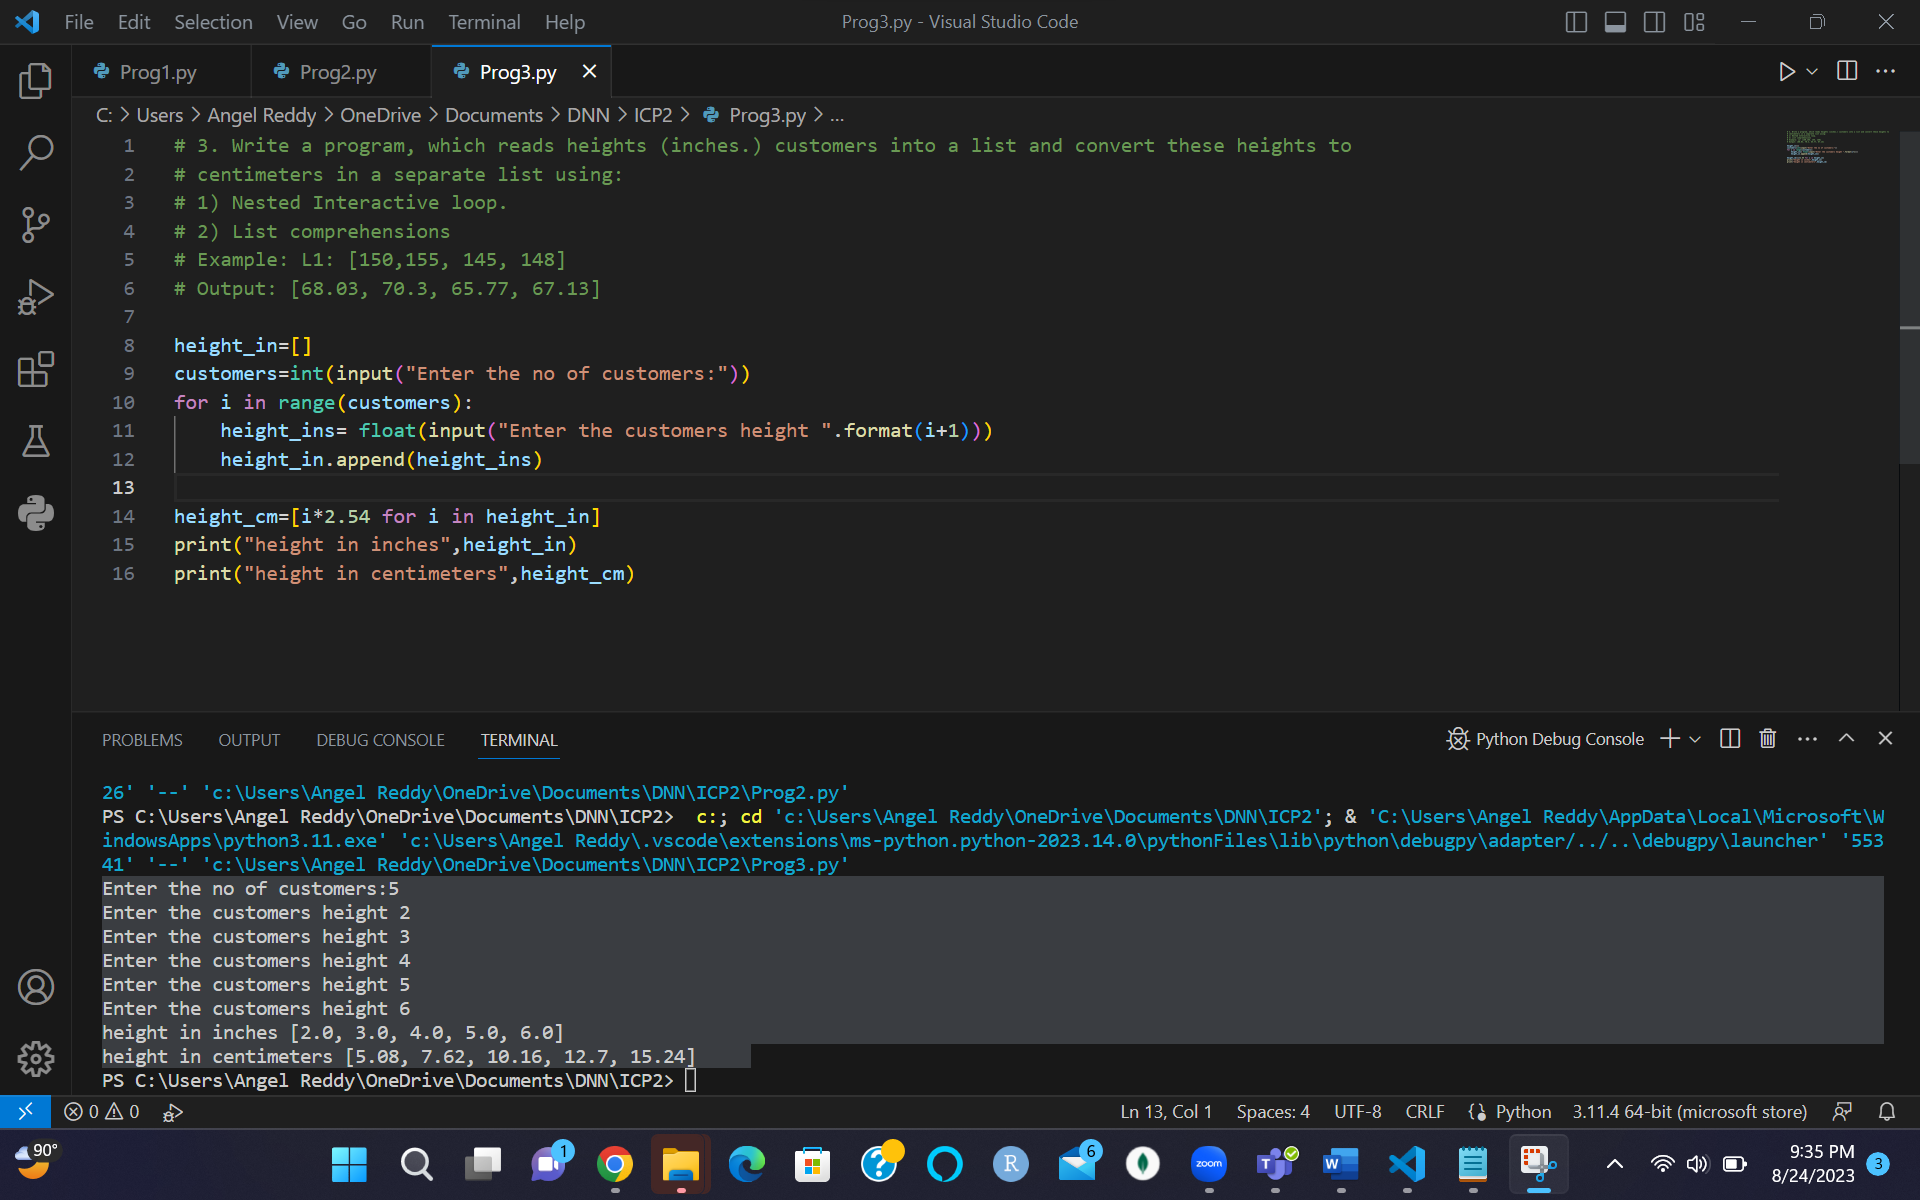 File Edit Selection View Go Run Terminal Help Prog3.py - Visual Studio Code
Prog1.py Prog2.py Prog3.py
C: > Users > Angel Reddy > OneDrive > Documents > DNN > ICP2 > Prog3.py > ...
1 # 3. Write a program, which reads heights (inches.) customers into a list and convert these heights to
2 # centimeters in a separate list using:
3 # 1) Nested Interactive loop.
4 # 2) List comprehensions
5 # Example: L1: [150,155, 145, 148]
6 # Output: [68.03, 70.3, 65.77, 67.13]
7
8 height_in=[]
9 customers=int(input("Enter the no of customers:"))
10 for i in range(customers):
11     height_ins= float(input("Enter the customers height ".format(i+1)))
12     height_in.append(height_ins)
13
14 height_cm=[i*2.54 for i in height_in]
15 print("height in inches",height_in)
16 print("height in centimeters",height_cm)
PROBLEMS OUTPUT DEBUG CONSOLE TERMINAL Python Debug Console
26' '--' 'c:\Users\Angel Reddy\OneDrive\Documents\DNN\ICP2\Prog2.py'
PS C:\Users\Angel Reddy\OneDrive\Documents\DNN\ICP2>  c:; cd 'c:\Users\Angel Reddy\OneDrive\Documents\DNN\ICP2'; & 'C:\Users\Angel Reddy\AppData\Local\Microsoft\W
indowsApps\python3.11.exe' 'c:\Users\Angel Reddy\.vscode\extensions\ms-python.python-2023.14.0\pythonFiles\lib\python\debugpy\adapter/../..\debugpy\launcher' '553
41' '--' 'c:\Users\Angel Reddy\OneDrive\Documents\DNN\ICP2\Prog3.py'
Enter the no of customers:5
Enter the customers height 2
Enter the customers height 3
Enter the customers height 4
Enter the customers height 5
Enter the customers height 6
height in inches [2.0, 3.0, 4.0, 5.0, 6.0]
height in centimeters [5.08, 7.62, 10.16, 12.7, 15.24]
PS C:\Users\Angel Reddy\OneDrive\Documents\DNN\ICP2>
0 0 Ln 13, Col 1 Spaces: 4 UTF-8 CRLF Python 3.11.4 64-bit (microsoft store)
90° 1 R 6 zoom 9:35 PM
8/24/2023 3